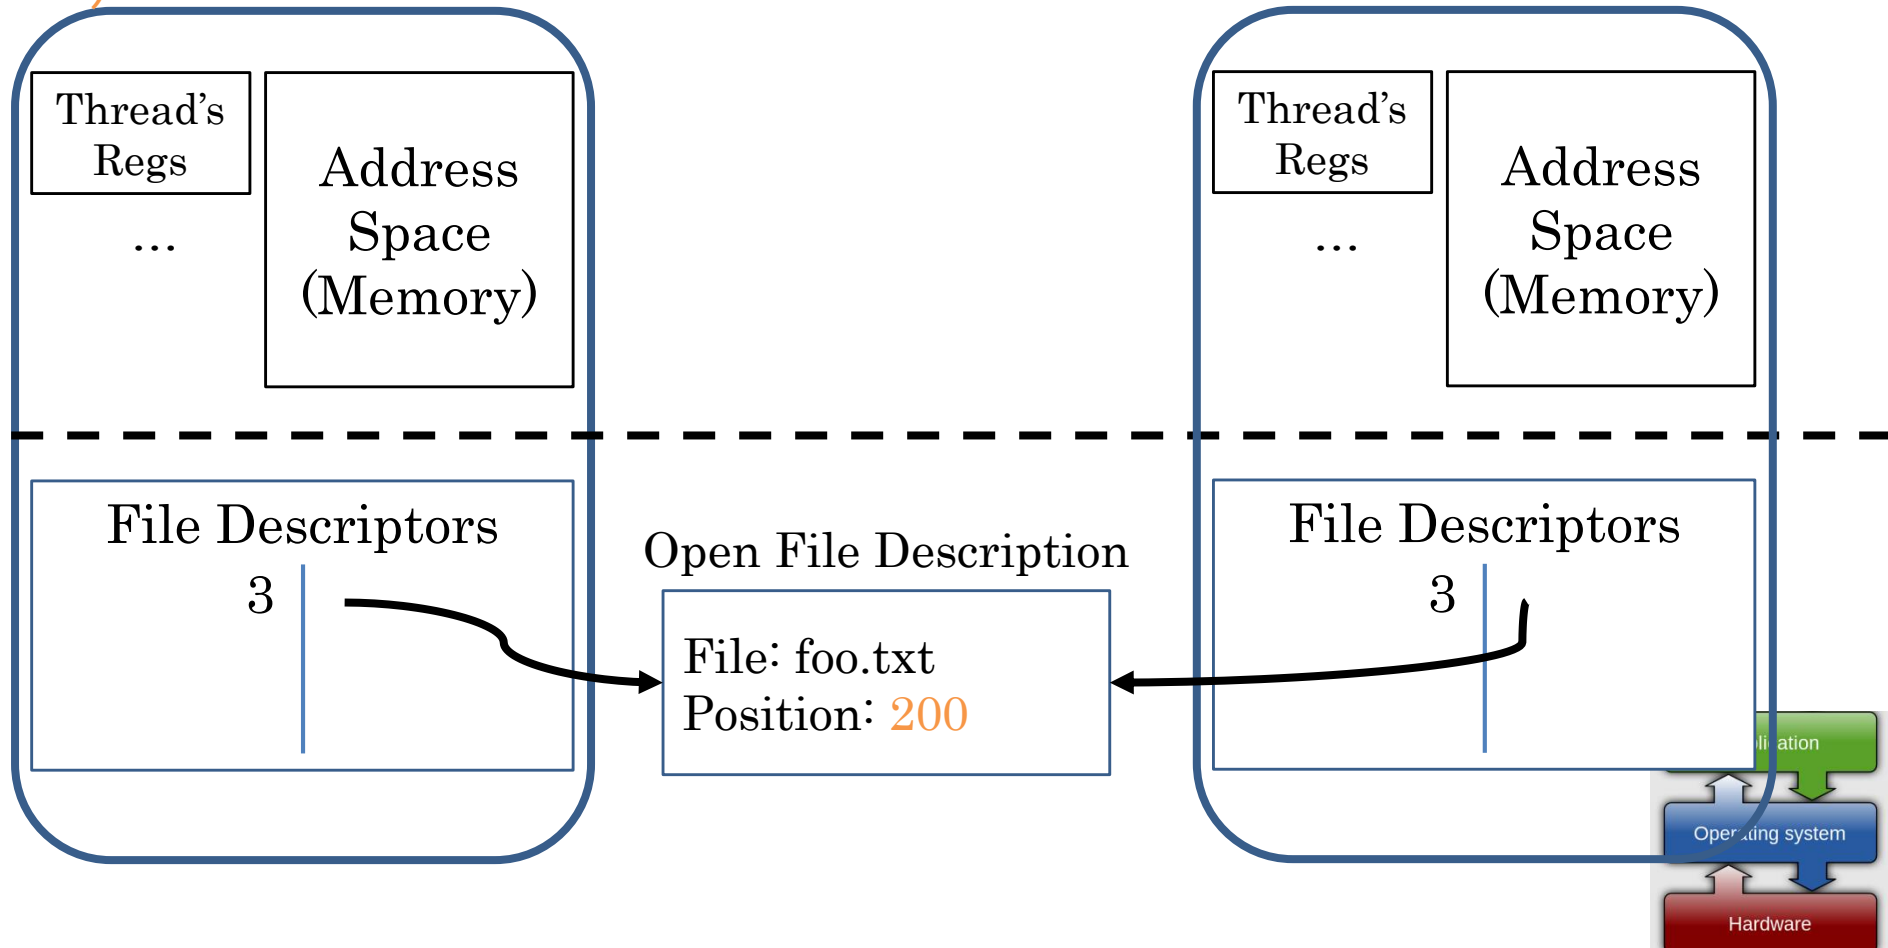 Thread's
Regs
...
Address
Space
(Memory)
Thread's
Regs
...
Address
Space
(Memory)
File Descriptors
3
Open File Description
File: foo.txt
Position: 200
File Descriptors
3
Operating system
Hardware